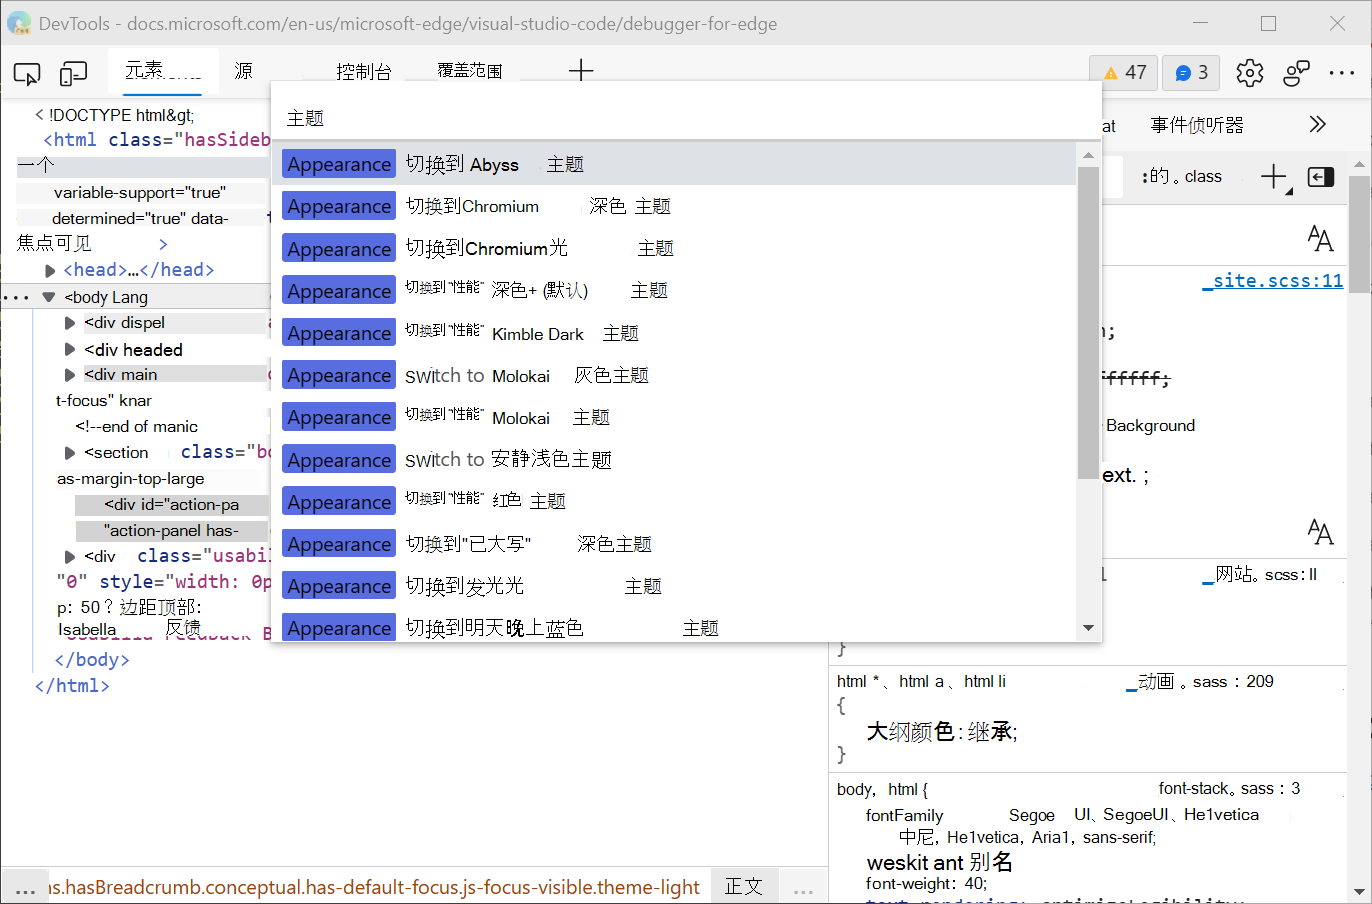 DevTools - docs.microsoft.com/en-us/microsoft-edge/visual-studio-code/debugger-for-edge
元素 源 控制台 覆盖范围 47 3
主题
Appearance 切换到 Abyss 主题
Appearance 切换到Chromium 深色 主题
Appearance 切换到Chromium光 主题
Appearance 切换到"性能" 深色+ (默认) 主题
Appearance 切换到"性能" Kimble Dark 主题
Appearance switch to Molokai 灰色主题
Appearance 切换到"性能" Molokai 主题
Appearance switch to 安静浅色主题
Appearance 切换到"性能" 红色 主题
Appearance 切换到"已大写" 深色主题
Appearance 切换到发光光 主题
Appearance 切换到明天晚上蓝色 主题
<!DOCTYPE html&gt;
<html class="hasSideb
一个
variable-support="true"
determined="true" data-
焦点可见 >
<head>…</head>
<body Lang
<div dispel
<div headed
<div main
t-focus" knar
<!--end of manic
<section class="bo
as-margin-top-large
<div id="action-pa
"action-panel has-
<div class="usabil
"0" style="width: 0p
p: 50？边距顶部:
Isabella 反馈
</body>
</html>
at 事件侦听器
:的。class
_site.scss:11
ffffff;
Background
ext. ;
_网站。scss:ll
}
html *、html a、html li _动画。sass：209
{
大纲颜色:继承;
}
body, html { font-stack。sass：3
fontFamily Segoe UI、SegoeUI、He1vetica
中尼, He1vetica, Aria1, sans-serif;
weskit ant 别名
font-weight：40;
... ns.hasBreadcrumb.conceptual.has-default-focus.js-focus-visible.theme-light 正文 ...